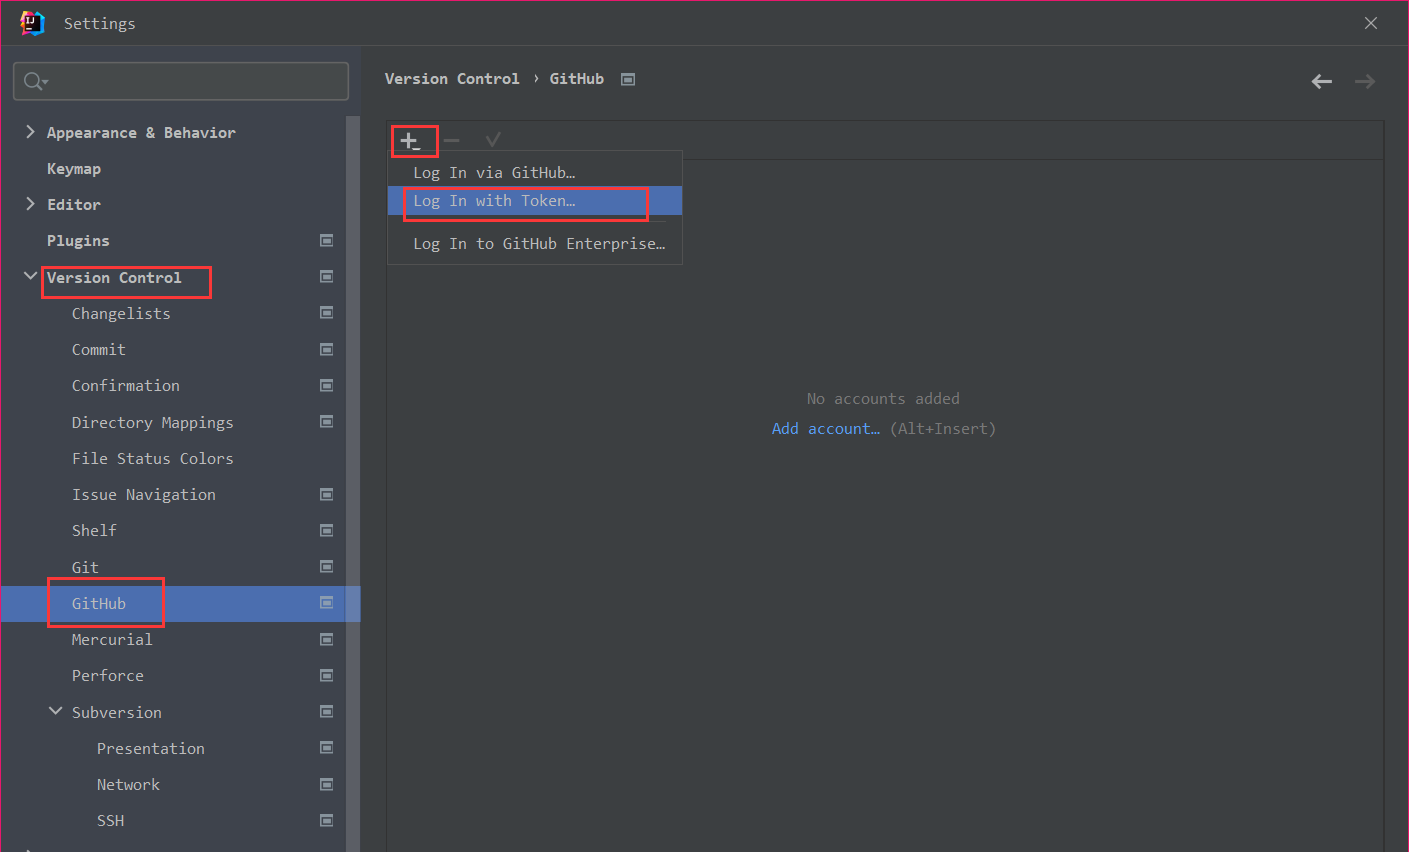 Settings
Version Control › GitHub
Appearance & Behavior
Keymap
Editor
Plugins
Version Control
Changelists
Commit
Confirmation
Directory Mappings
File Status Colors
Issue Navigation
Shelf
Git
GitHub
Mercurial
Perforce
Subversion
Presentation
Network
SSH
Log In via GitHub…
Log In with Token…
Log In to GitHub Enterprise…
No accounts added
Add account… (Alt+Insert)